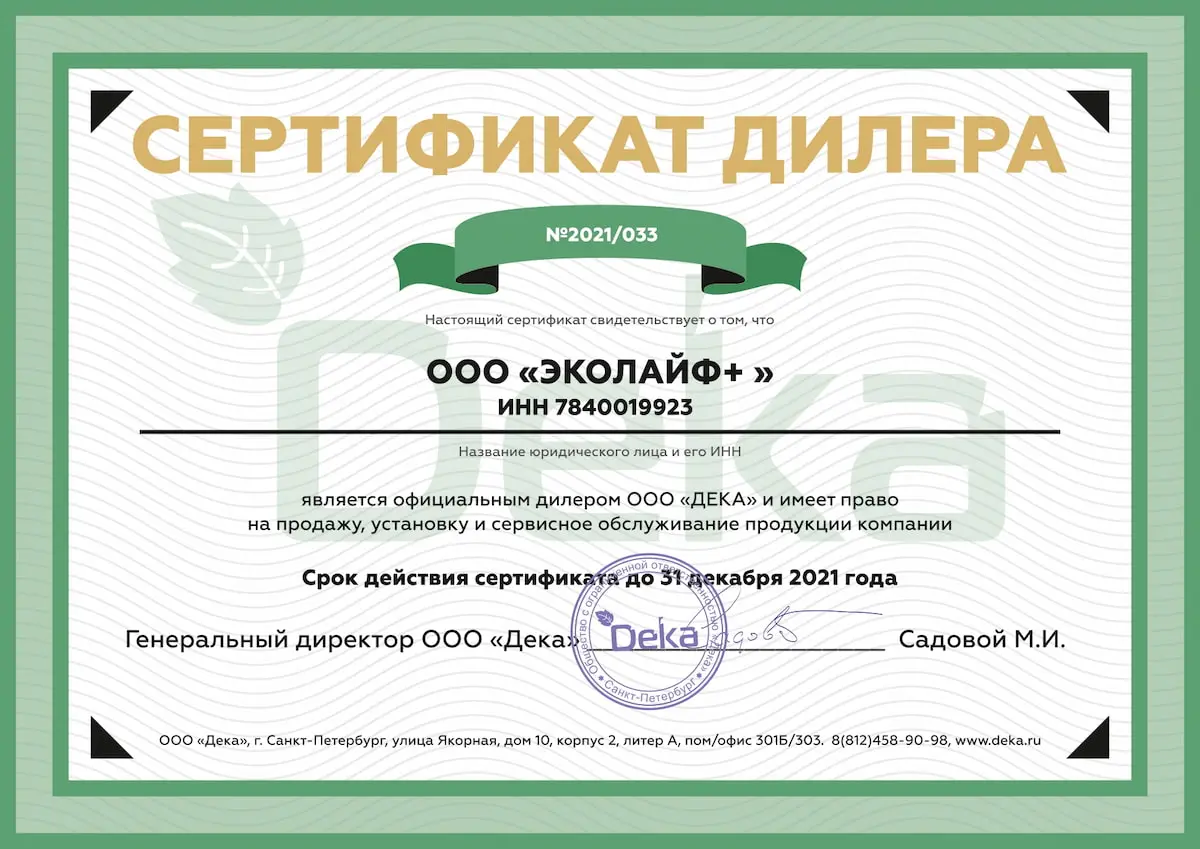 СЕРТИФИКАТ ДИЛЕРА
№2021/033
Настоящий сертификат свидетельствует о том, что
ООО «ЭКОЛАЙФ+ »
ИНН 7840019923
Название юридического лица и его ИНН
является официальным дилером ООО «ДЕКА» и имеет право
на продажу, установку и сервисное обслуживание продукции компании
Deka
Срок действия сертификата до 31 декабря 2021 года
Генеральный директор ООО «Дека» Садовой М.И.
Общество с ограниченной ответственностью «Дека»
Deka
Санкт-Петербург
ООО «Дека», г. Санкт-Петербург, улица Якорная, дом 10, корпус 2, литер А, пом/офис 301Б/303. 8(812)458-90-98, www.deka.ru